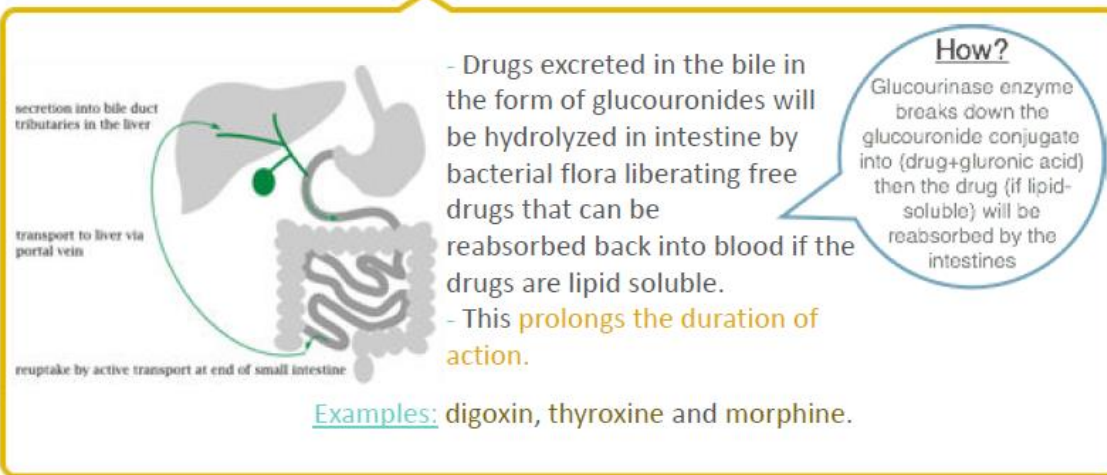 secretion into bile duct
tributaries in the liver
transport to liver via
portal vein
reuptake by active transport at end of small intestine
- Drugs excreted in the bile in
the form of glucouronides will
be hydrolyzed in intestine by
bacterial flora liberating free
drugs that can be
reabsorbed back into blood if the
drugs are lipid soluble.
- This prolongs the duration of
action.
Examples: digoxin, thyroxine and morphine.
How?
Glucourinase enzyme
breaks down the
glucouronide conjugate
into (drug+gluronic acid)
then the drug (if lipid-
soluble) will be
reabsorbed by the
intestines